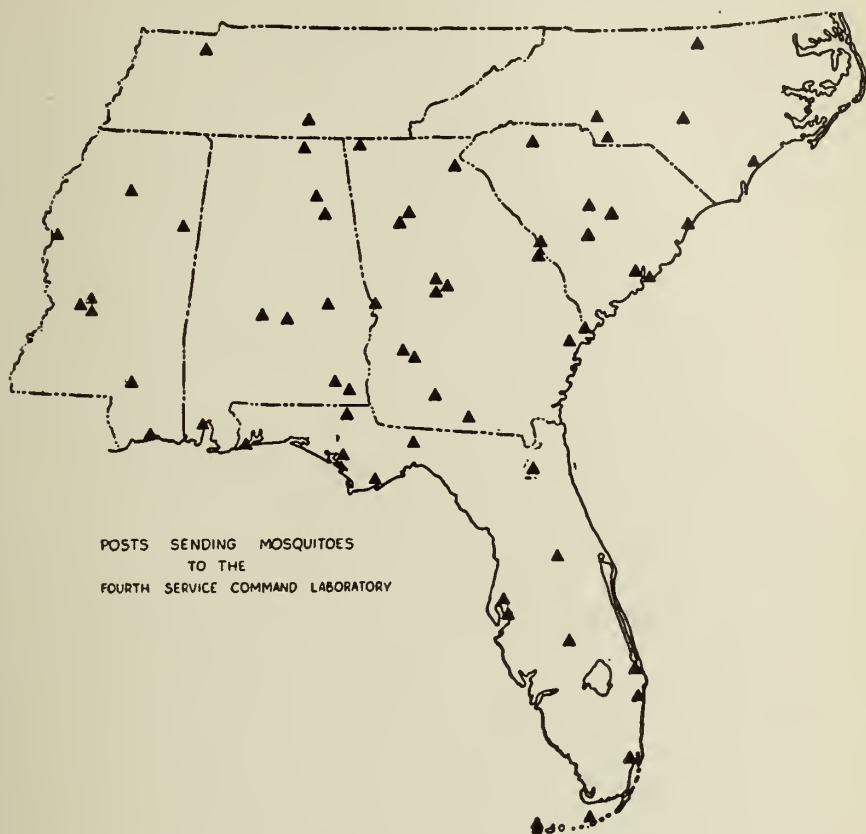 POSTS SENDING MOSQUITOES
TO THE
FOURTH SERVICE COMMAND LABORATORY